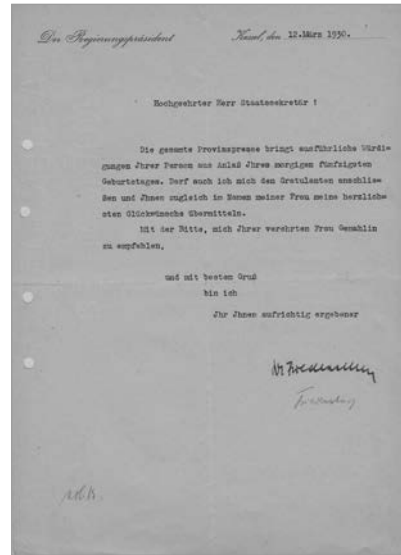 Der Regierungspräsident
Kassel, den 12.März 1930.
Hochgeehrter Herr Staatssekretär !
Die gesamte Provinzpresse bringt ausführliche Würdi=
gungen Jhrer Person aus Anlaß Jhres morgigen fünfzigsten
Geburtstages. Darf auch ich mich den Gratulanten anschlie=
ßen und Jhnen zugleich im Namen meiner Frau meine herzlich=
sten Glückwünsche übermitteln.
Mit der Bitte, mich Jhrer verehrten Frau Gemahlin
zu empfehlen,
und mit bestem Gruß
bin ich
Jhr Jhnen aufrichtig ergebener